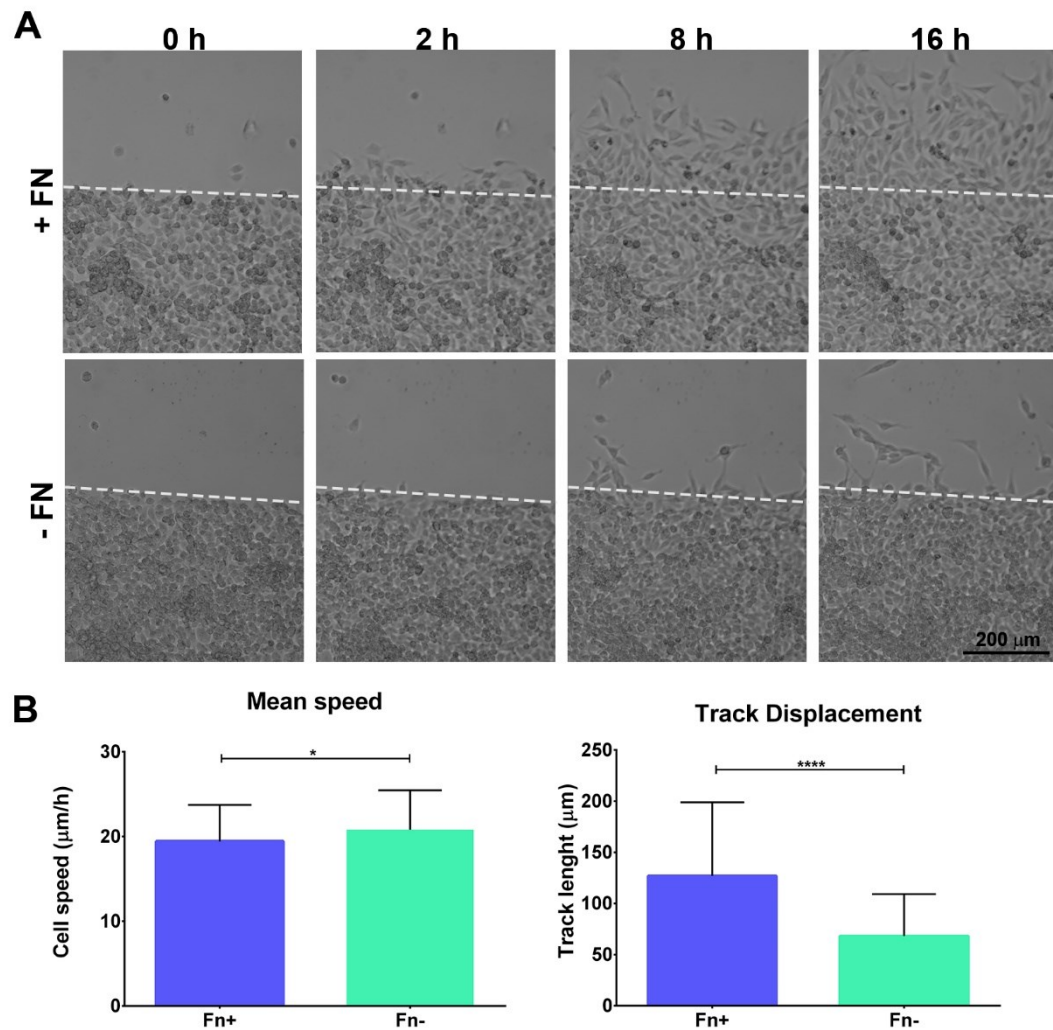 A
0 h 2 h 8 h 16 h
+ FN
- FN
200 μm
B
Mean speed
Cell speed (μm/h)
30
20
10
0
*
Fn+ Fn-
Track Displacement
Track lenght (μm)
250
200
150
100
50
0
****
Fn+ Fn-